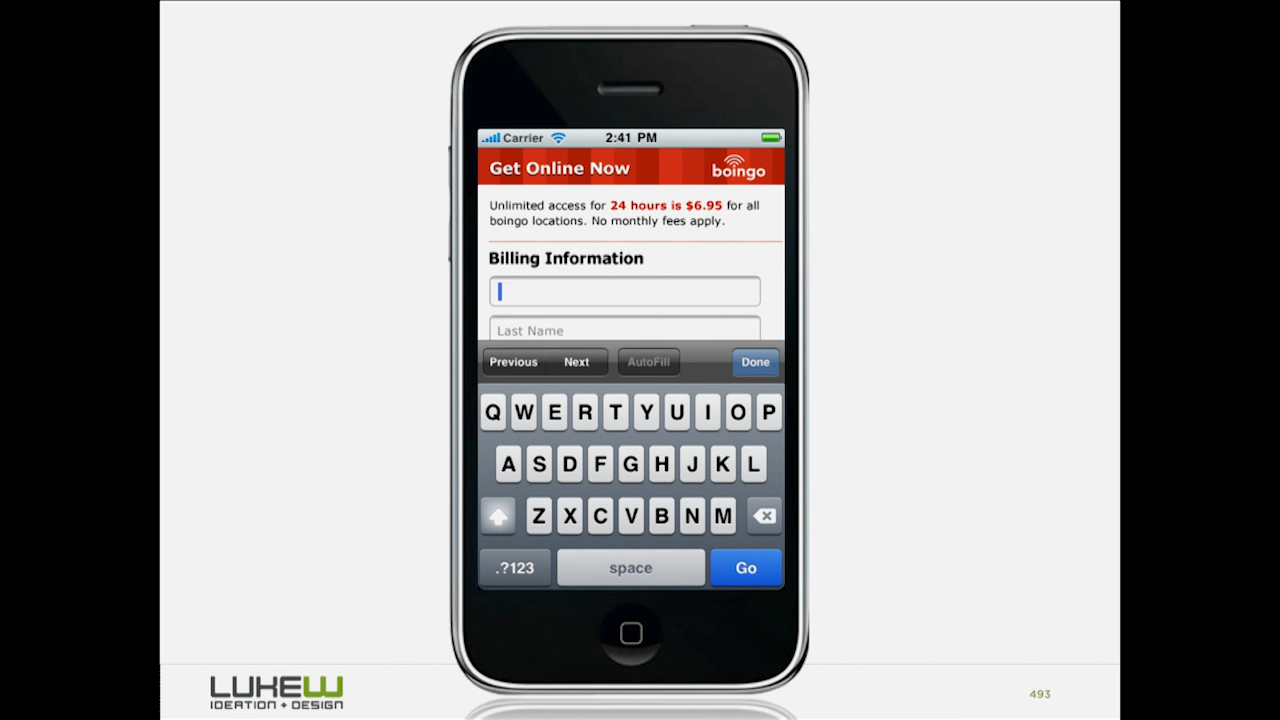 Carrier 2:41 PM
Get Online Now boingo
Unlimited access for 24 hours is $6.95 for all
boingo locations. No monthly fees apply.
Billing Information
Last Name
Previous Next AutoFill Done
Q W E R T Y U I O P
A S D F G H J K L
Z X C V B N M
.?123 space Go
LUKEW
IDEATION + DESIGN
493